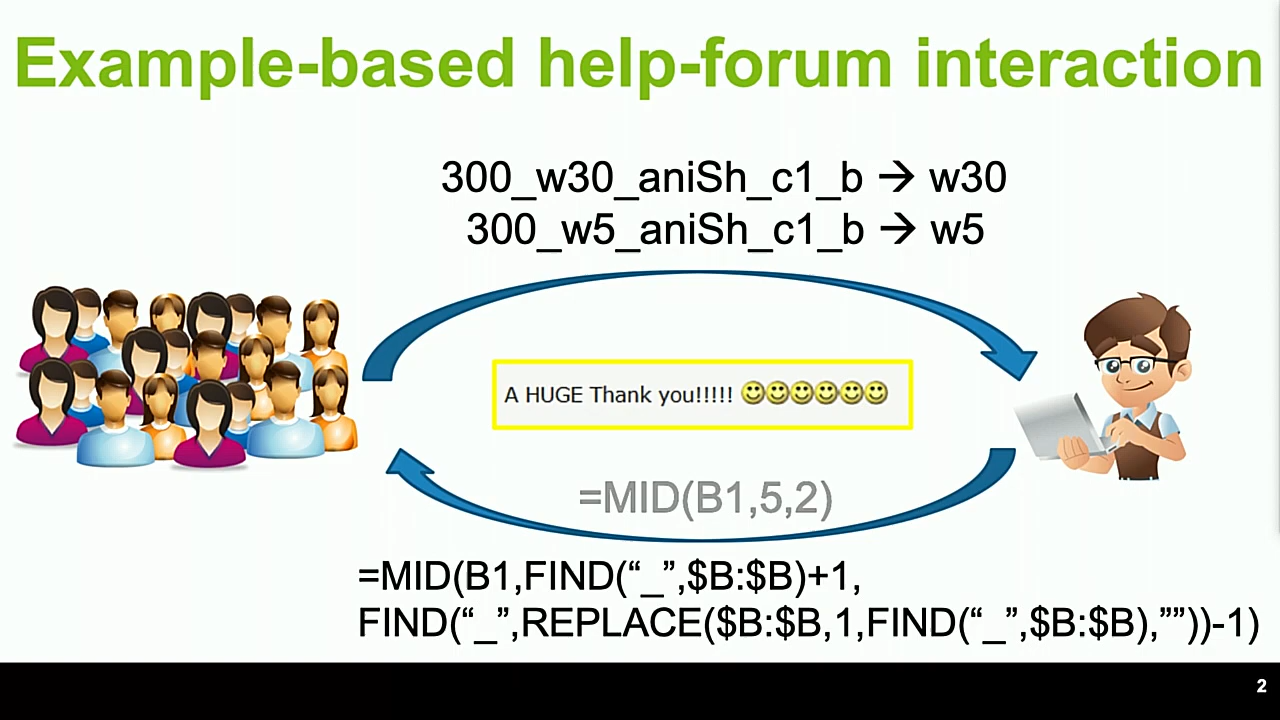 Example-based help-forum interaction
300_w30_aniSh_c1_b → w30
300_w5_aniSh_c1_b → w5
A HUGE Thank you!!!!!
=MID(B1,5,2)
=MID(B1,FIND(“_”,$B:$B)+1,
FIND(“_”,REPLACE($B:$B,1,FIND(“_”,$B:$B),””))-1)
2